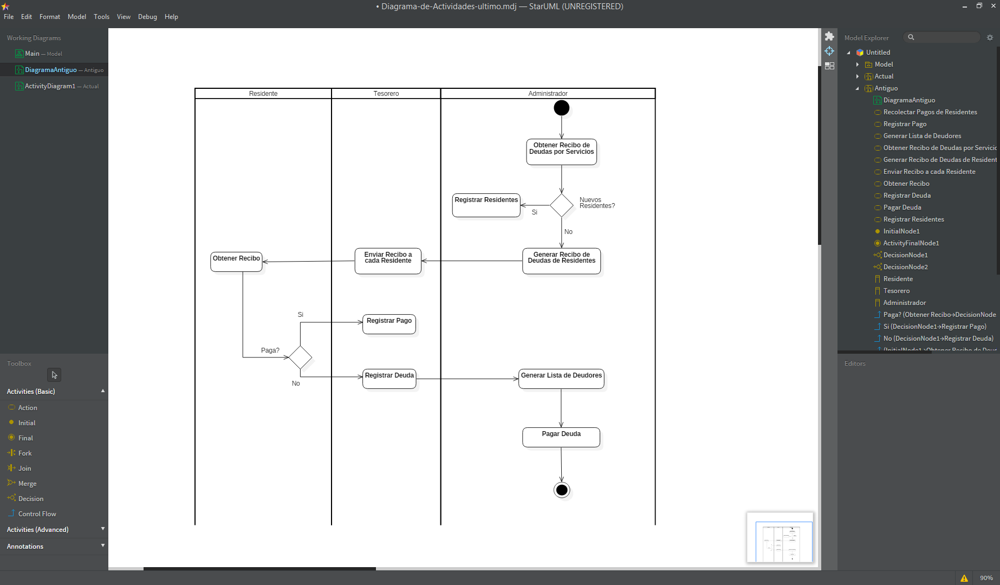 • Diagrama-de-Actividades-ultimo.mdj — StarUML (UNREGISTERED)
File Edit Format Model Tools View Debug Help
Working Diagrams
Main — Model
DiagramaAntiguo — Antiguo
ActivityDiagram1 — Actual
Toolbox
Activities (Basic)
Action
Initial
Final
Fork
Join
Merge
Decision
Control Flow
Activities (Advanced)
Annotations
Residente
Tesorero
Administrador
Obtener Recibo de
Deudas por Servicios
Registrar Residentes
Si
Nuevos
Residentes?
No
Obtener Recibo
Enviar Recibo a
cada Residente
Generar Recibo de
Deudas de Residentes
Si
Registrar Pago
Paga?
No
Registrar Deuda
Generar Lista de Deudores
Pagar Deuda
Model Explorer
Untitled
Model
Actual
Antiguo
DiagramaAntiguo
Recolectar Pagos de Residentes
Registrar Pago
Generar Lista de Deudores
Obtener Recibo de Deudas por Servicio
Generar Recibo de Deudas de Resident
Enviar Recibo a cada Residente
Obtener Recibo
Registrar Deuda
Pagar Deuda
Registrar Residentes
InitialNode1
ActivityFinalNode1
DecisionNode1
DecisionNode2
Residente
Tesorero
Administrador
Paga? (Obtener Recibo→DecisionNode
Si (DecisionNode1→Registrar Pago)
No (DecisionNode1→Registrar Deuda)
(InitialNode1→Obtener Recibo de Deud
Editors
90%